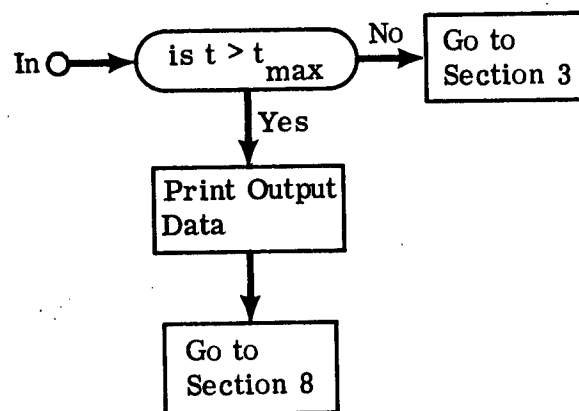 In
is t > t max
No
Go to
Section 3
Yes
Print Output
Data
Go to
Section 8